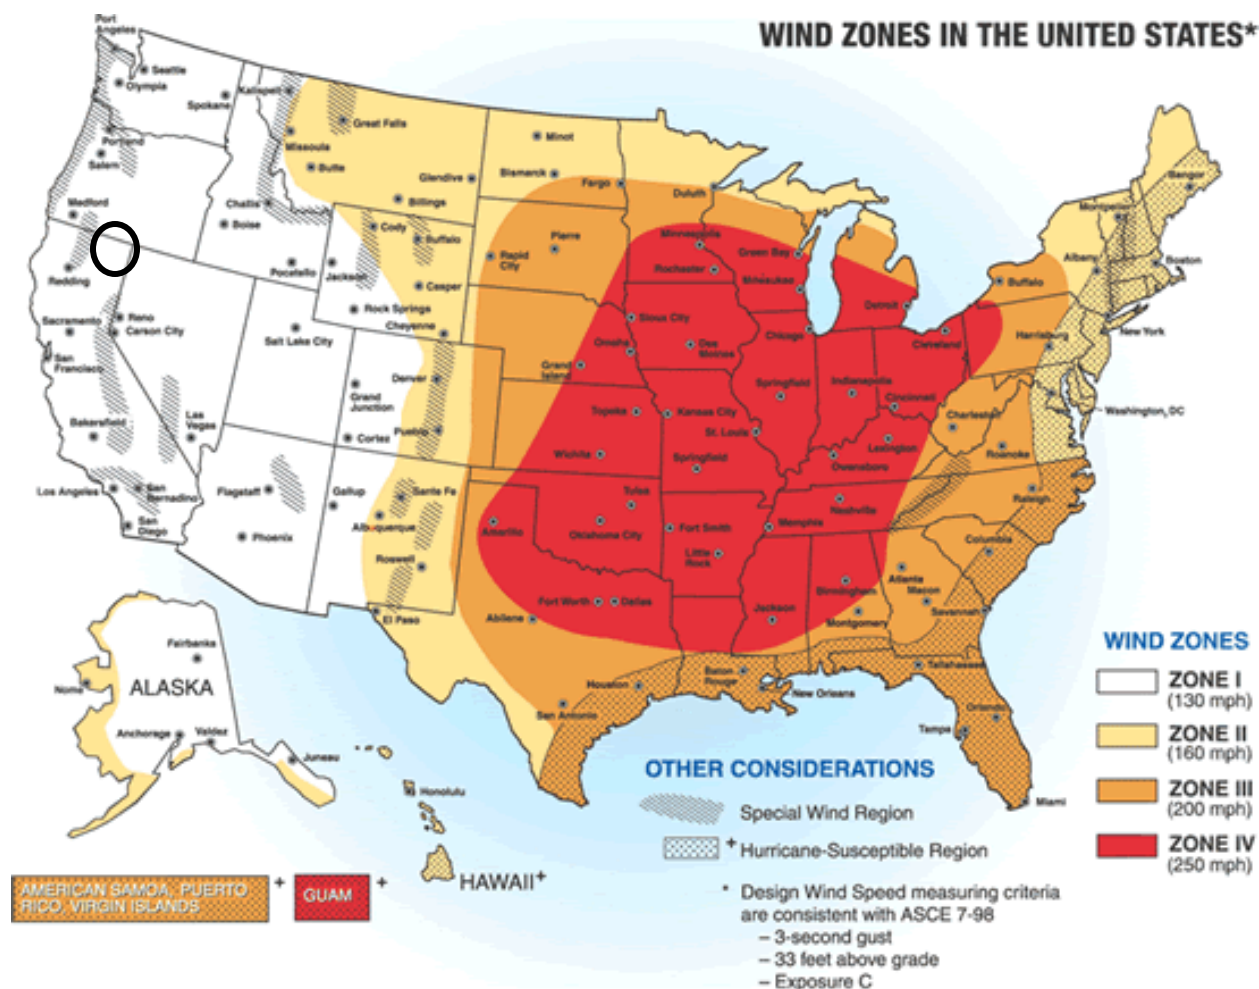 WIND ZONES IN THE UNITED STATES*
Port
Angeles
Seattle
Olympia
Spokane
Kalispell
Great Falls
Minot
Portland
Missoula
Salem
Butte
Glendive
Bismarck
Fargo
Duluth
Bangor
Medford
Challis
Billings
Montpelier
Boise
Cody
Buffalo
Pierre
Minneapolis
Green Bay
Albany
Boston
Redding
Pocatello
Jackson
Rapid
City
Rochester
Milwaukee
Buffalo
Casper
Detroit
Sacramento
Reno
Carson City
Rock Springs
Sioux City
Harrisburg
New York
Salt Lake City
Cheyenne
Omaha
Des
Moines
Chicago
Cleveland
San
Francisco
Grand
Island
Denver
Springfield
Indianapolis
Grand
Junction
Cincinnati
Topeka
Kansas City
Charleston
Washington, DC
Bakersfield
Las
Vegas
Cortez
Pueblo
St. Louis
Lexington
Wichita
Springfield
Owensboro
Roanoke
Los Angeles
San
Bernadino
Flagstaff
Gallup
Santa Fe
Tulsa
Nashville
Raleigh
San
Diego
Albuquerque
Amarillo
Oklahoma City
Fort Smith
Memphis
Phoenix
Columbia
Roswell
Little
Rock
Atlanta
Birmingham
Macon
Fort Worth
Dallas
Jackson
Savannah
El Paso
Abilene
Montgomery
Fairbanks
Tallahassee
Baton
Rouge
Nome
ALASKA
Houston
New Orleans
San Antonio
Orlando
Anchorage
Valdez
Tampa
Juneau
Honolulu
Miami
HAWAII+
AMERICAN SAMOA, PUERTO
RICO, VIRGIN ISLANDS
+
GUAM
+
WIND ZONES
ZONE I
(130 mph)
ZONE II
(160 mph)
ZONE III
(200 mph)
ZONE IV
(250 mph)
OTHER CONSIDERATIONS
Special Wind Region
+ Hurricane-Susceptible Region
* Design Wind Speed measuring criteria
are consistent with ASCE 7-98
– 3-second gust
– 33 feet above grade
– Exposure C